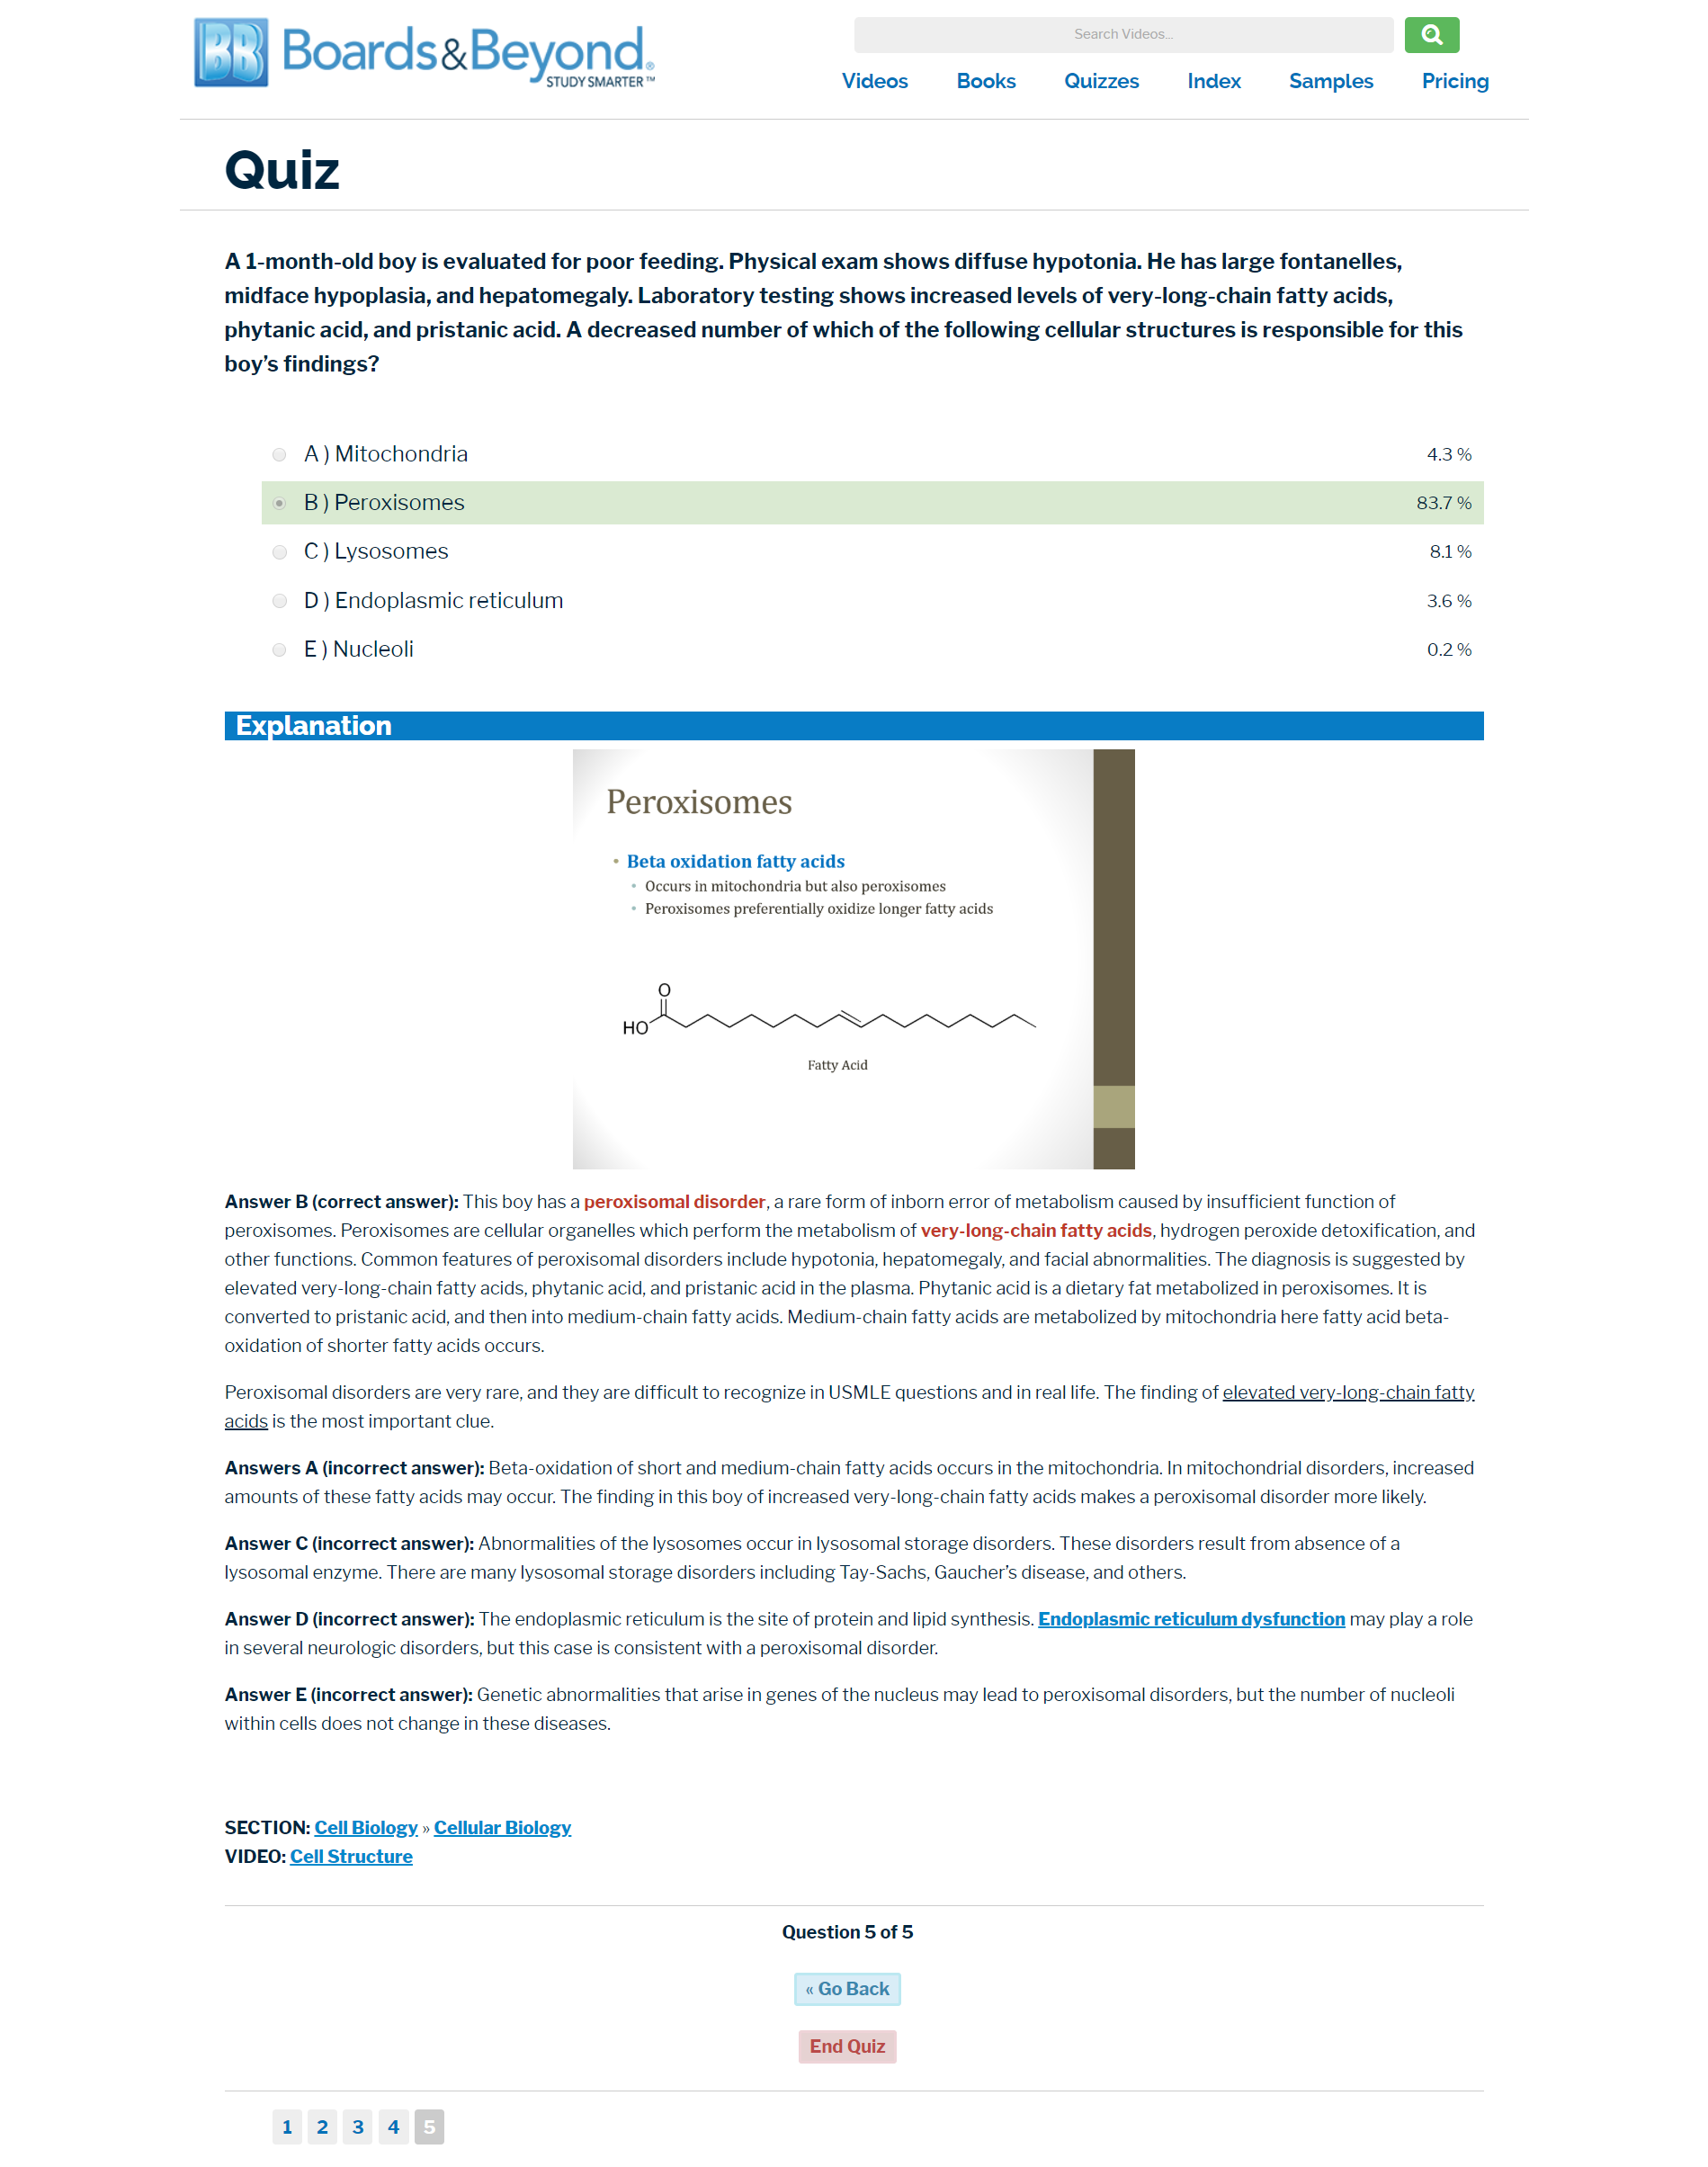 BB Boards&Beyond®
STUDY SMARTER™
Search Videos...
Videos Books Quizzes Index Samples Pricing
Quiz
A 1-month-old boy is evaluated for poor feeding. Physical exam shows diffuse hypotonia. He has large fontanelles,
midface hypoplasia, and hepatomegaly. Laboratory testing shows increased levels of very-long-chain fatty acids,
phytanic acid, and pristanic acid. A decreased number of which of the following cellular structures is responsible for this
boy’s findings?
A ) Mitochondria 4.3 %
B ) Peroxisomes 83.7 %
C ) Lysosomes 8.1 %
D ) Endoplasmic reticulum 3.6 %
E ) Nucleoli 0.2 %
Explanation
Peroxisomes
• Beta oxidation fatty acids
• Occurs in mitochondria but also peroxisomes
• Peroxisomes preferentially oxidize longer fatty acids
O
HO
Fatty Acid
Answer B (correct answer): This boy has a peroxisomal disorder, a rare form of inborn error of metabolism caused by insufficient function of
peroxisomes. Peroxisomes are cellular organelles which perform the metabolism of very-long-chain fatty acids, hydrogen peroxide detoxification, and
other functions. Common features of peroxisomal disorders include hypotonia, hepatomegaly, and facial abnormalities. The diagnosis is suggested by
elevated very-long-chain fatty acids, phytanic acid, and pristanic acid in the plasma. Phytanic acid is a dietary fat metabolized in peroxisomes. It is
converted to pristanic acid, and then into medium-chain fatty acids. Medium-chain fatty acids are metabolized by mitochondria here fatty acid beta-
oxidation of shorter fatty acids occurs.
Peroxisomal disorders are very rare, and they are difficult to recognize in USMLE questions and in real life. The finding of elevated very-long-chain fatty
acids is the most important clue.
Answers A (incorrect answer): Beta-oxidation of short and medium-chain fatty acids occurs in the mitochondria. In mitochondrial disorders, increased
amounts of these fatty acids may occur. The finding in this boy of increased very-long-chain fatty acids makes a peroxisomal disorder more likely.
Answer C (incorrect answer): Abnormalities of the lysosomes occur in lysosomal storage disorders. These disorders result from absence of a
lysosomal enzyme. There are many lysosomal storage disorders including Tay-Sachs, Gaucher’s disease, and others.
Answer D (incorrect answer): The endoplasmic reticulum is the site of protein and lipid synthesis. Endoplasmic reticulum dysfunction may play a role
in several neurologic disorders, but this case is consistent with a peroxisomal disorder.
Answer E (incorrect answer): Genetic abnormalities that arise in genes of the nucleus may lead to peroxisomal disorders, but the number of nucleoli
within cells does not change in these diseases.
SECTION: Cell Biology » Cellular Biology
VIDEO: Cell Structure
Question 5 of 5
« Go Back
End Quiz
1 2 3 4 5